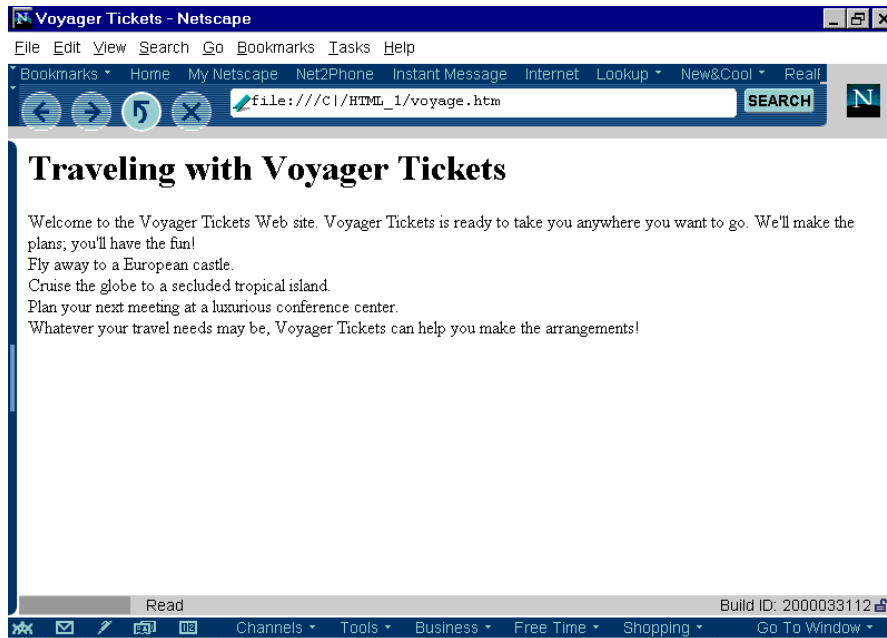 Voyager Tickets - Netscape
File Edit View Search Go Bookmarks Tasks Help
Bookmarks Home My Netscape Net2Phone Instant Message Internet Lookup New&Cool
file:///C|/HTML_1/voyage.htm SEARCH N
Traveling with Voyager Tickets
Welcome to the Voyager Tickets Web site. Voyager Tickets is ready to take you anywhere you want to go. We'll make the
plans; you'll have the fun!
Fly away to a European castle.
Cruise the globe to a secluded tropical island.
Plan your next meeting at a luxurious conference center.
Whatever your travel needs may be, Voyager Tickets can help you make the arrangements!
Read Build ID: 2000033112
Channels Tools Business Free Time Shopping Go To Window